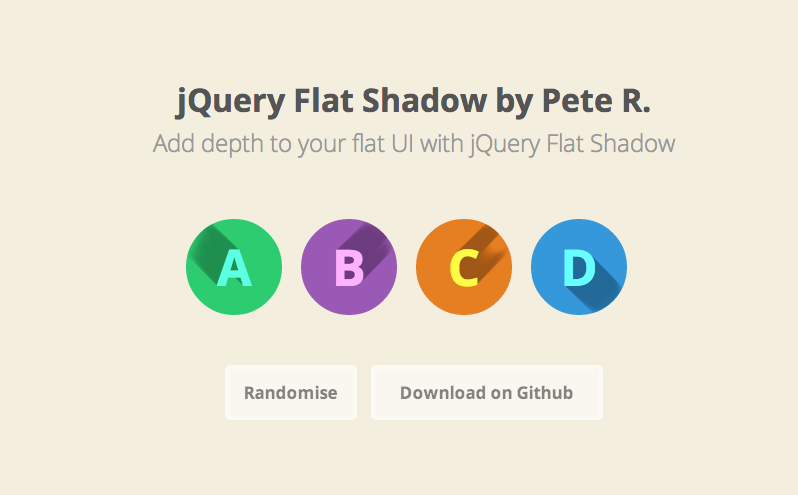 jQuery Flat Shadow by Pete R.
Add depth to your flat UI with jQuery Flat Shadow
A B C D
Randomise Download on Github